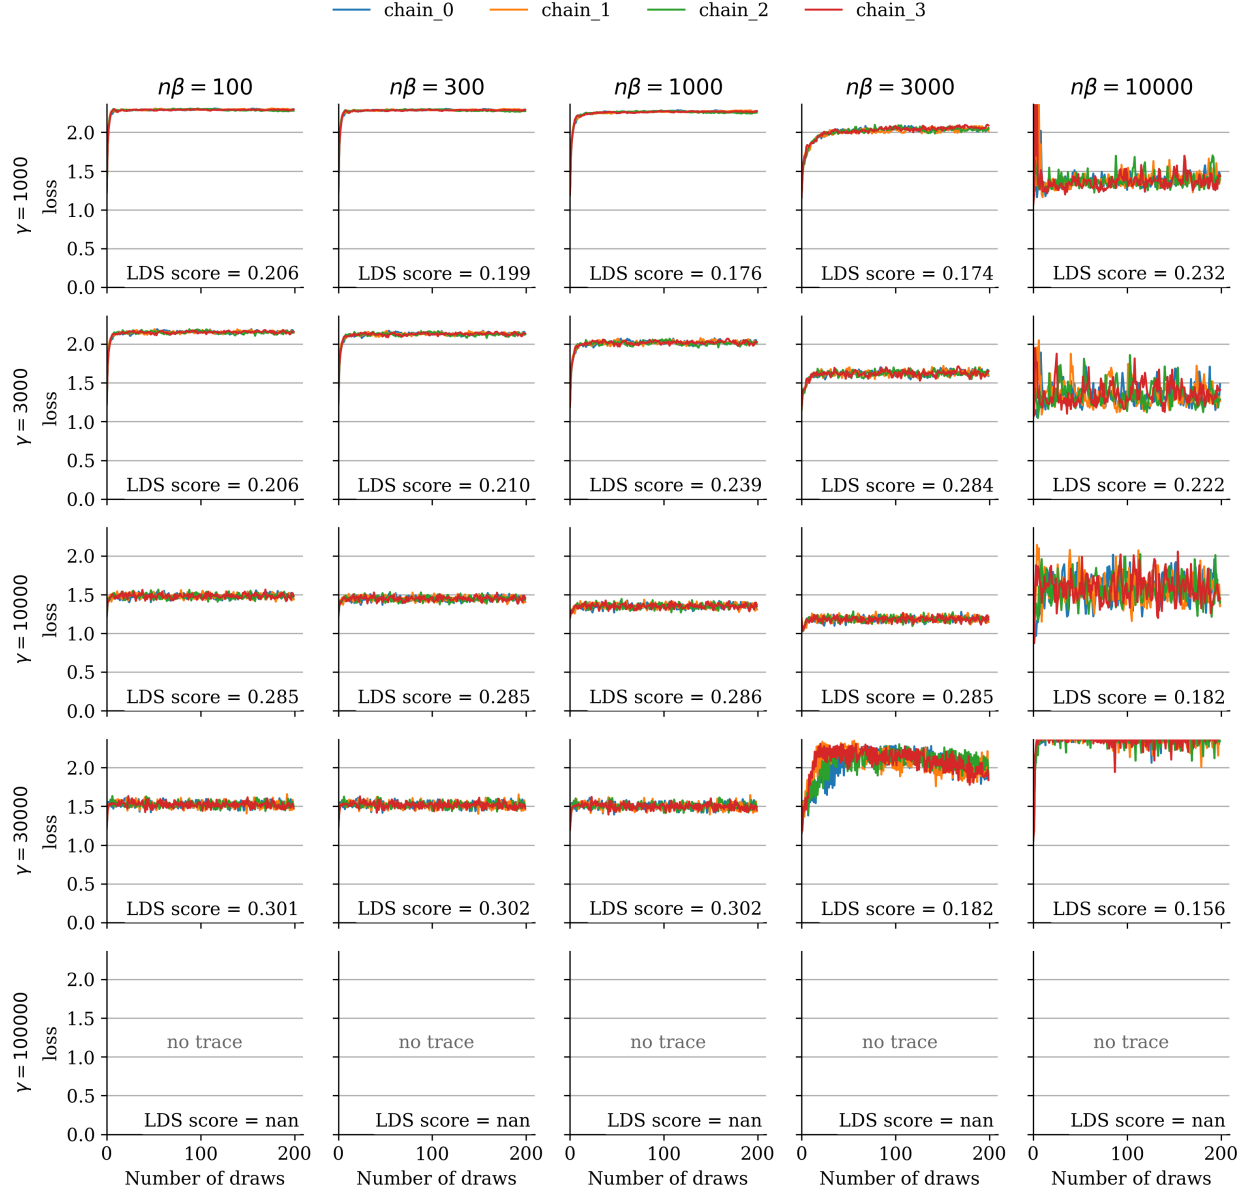 chain_0 chain_1 chain_2 chain_3
nβ = 100 nβ = 300 nβ = 1000 nβ = 3000 nβ = 10000
γ = 1000
loss
2.0
1.5
1.0
0.5
0.0
LDS score = 0.206 LDS score = 0.199 LDS score = 0.176 LDS score = 0.174 LDS score = 0.232
γ = 3000
loss
2.0
1.5
1.0
0.5
0.0
LDS score = 0.206 LDS score = 0.210 LDS score = 0.239 LDS score = 0.284 LDS score = 0.222
γ = 10000
loss
2.0
1.5
1.0
0.5
0.0
LDS score = 0.285 LDS score = 0.285 LDS score = 0.286 LDS score = 0.285 LDS score = 0.182
γ = 30000
loss
2.0
1.5
1.0
0.5
0.0
LDS score = 0.301 LDS score = 0.302 LDS score = 0.302 LDS score = 0.182 LDS score = 0.156
γ = 100000
loss
2.0
1.5
no trace no trace no trace no trace no trace
1.0
0.5
0.0
LDS score = nan LDS score = nan LDS score = nan LDS score = nan LDS score = nan
0 100 200 0 100 200 0 100 200 0 100 200 0 100 200
Number of draws Number of draws Number of draws Number of draws Number of draws